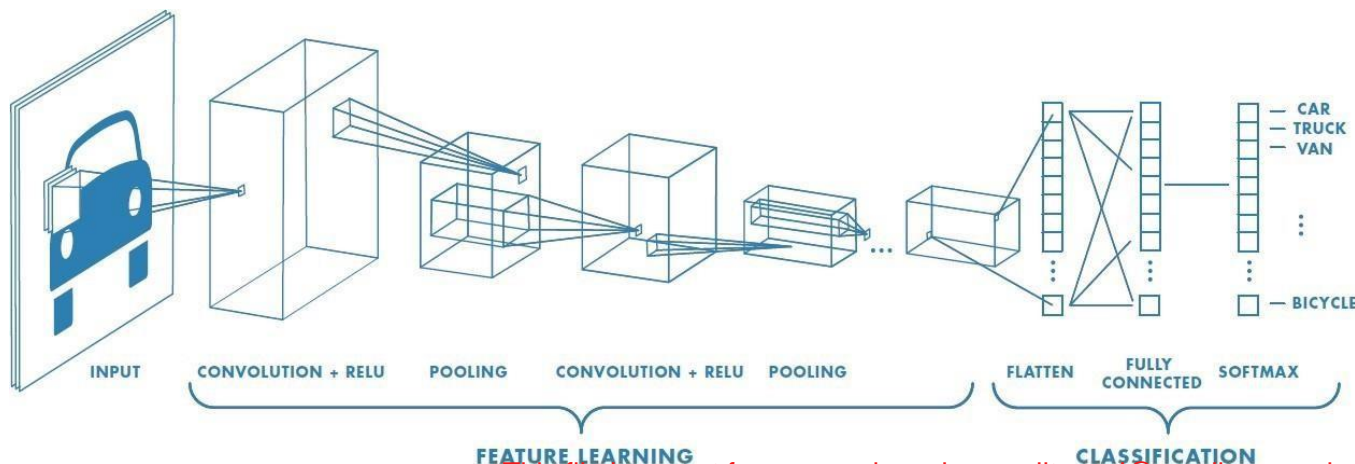 CAR
TRUCK
VAN
BICYCLE
INPUT
CONVOLUTION + RELU
POOLING
CONVOLUTION + RELU
POOLING
FLATTEN
FULLY
CONNECTED
SOFTMAX
FEATURE LEARNING
CLASSIFICATION